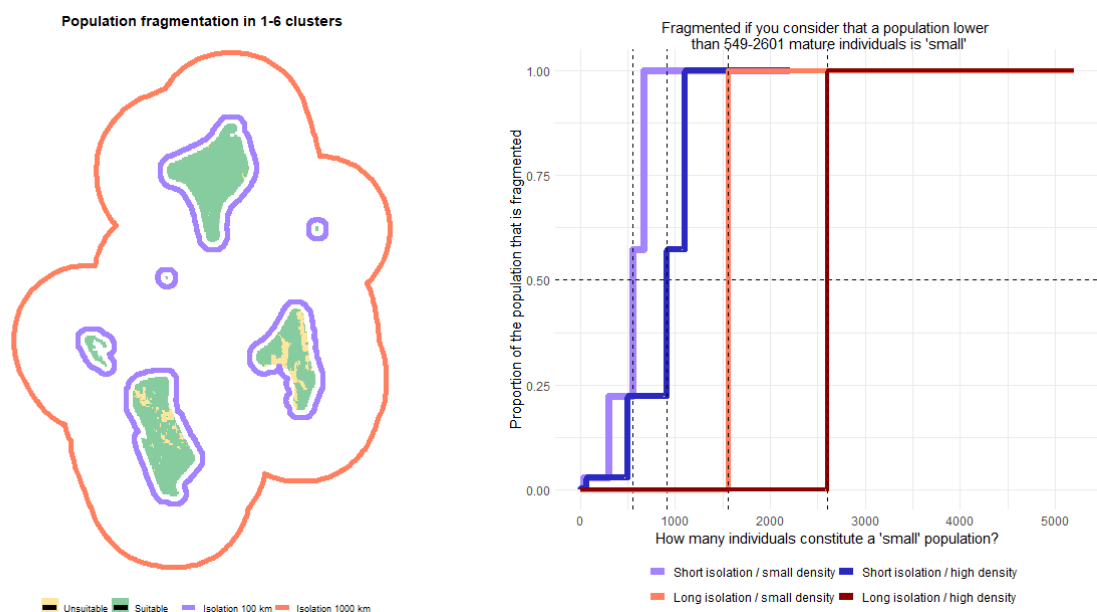 Population fragmentation in 1-6 clusters
Unsuitable
Suitable
Isolation 100 km
Isolation 1000 km
Fragmented if you consider that a population lower
than 549-2601 mature individuals is 'small'
Proportion of the population that is fragmented
1.00
0.75
0.50
0.25
0.00
0
1000
2000
3000
4000
5000
How many individuals constitute a 'small' population?
Short isolation / small density
Short isolation / high density
Long isolation / small density
Long isolation / high density